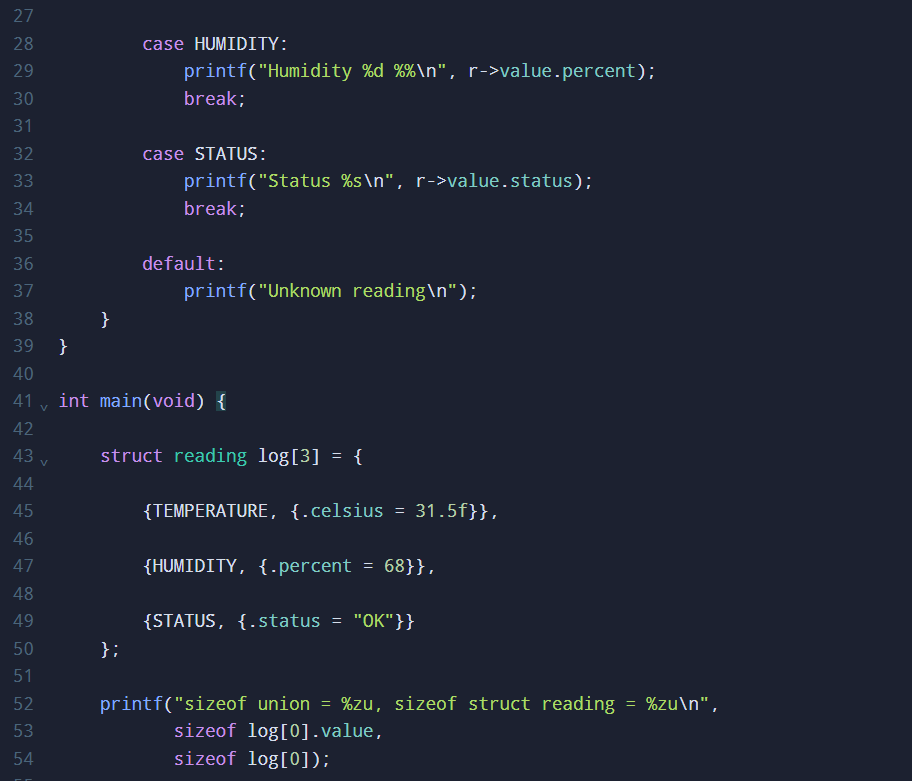 27
28         case HUMIDITY:
29             printf("Humidity %d %%\n", r->value.percent);
30             break;
31
32         case STATUS:
33             printf("Status %s\n", r->value.status);
34             break;
35
36         default:
37             printf("Unknown reading\n");
38     }
39 }
40
41 int main(void) {
42
43     struct reading log[3] = {
44
45         {TEMPERATURE, {.celsius = 31.5f}},
46
47         {HUMIDITY, {.percent = 68}},
48
49         {STATUS, {.status = "OK"}}
50     };
51
52     printf("sizeof union = %zu, sizeof struct reading = %zu\n",
53            sizeof log[0].value,
54            sizeof log[0]);